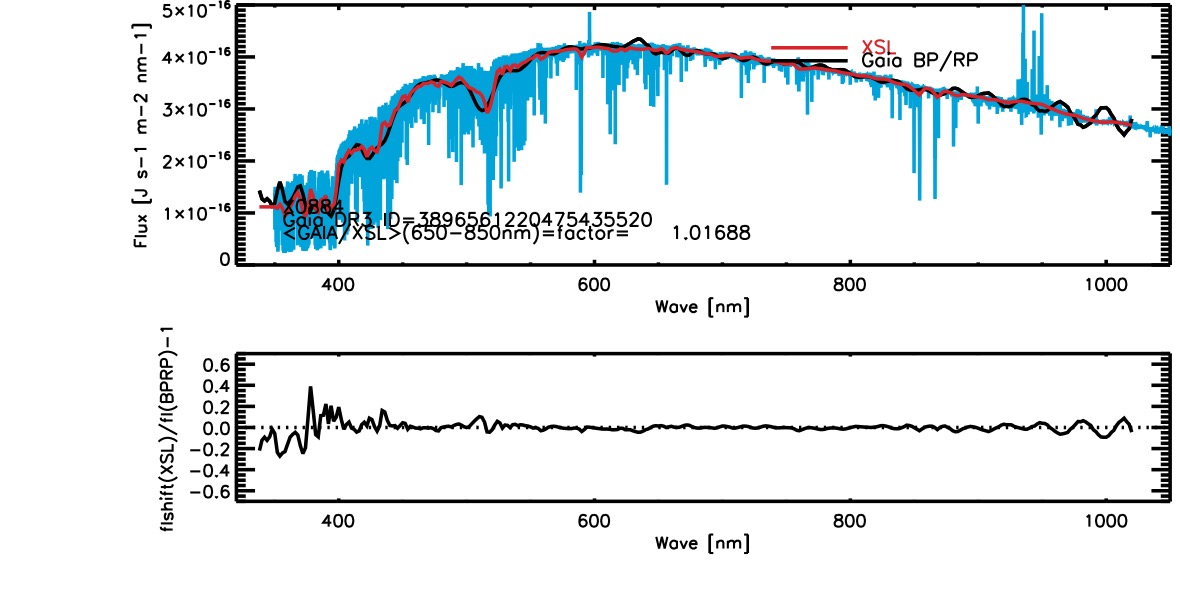 5×10−16
4×10−16
3×10−16
2×10−16
1×10−16
0
Flux [J s−1 m−2 nm−1]
XSL
Gaia BP/RP
X0884
Gaia DR3 ID=3896561220475435520
<GAIA/XSL>(650−850nm)=factor= 1.01688
400 600 800 1000
Wave [nm]
flshift(XSL)/fl(BPRP)−1
0.6
0.4
0.2
0.0
−0.2
−0.4
−0.6
400 600 800 1000
Wave [nm]